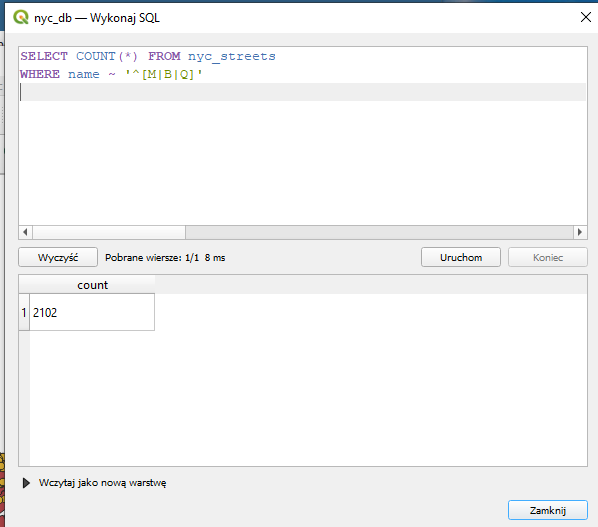 nyc_db — Wykonaj SQL
SELECT COUNT(*) FROM nyc_streets
WHERE name ~ '^[M|B|Q]'
Wyczyść Pobrane wiersze: 1/1 8 ms Uruchom Koniec
count
1 2102
Wczytaj jako nową warstwę
Zamknij